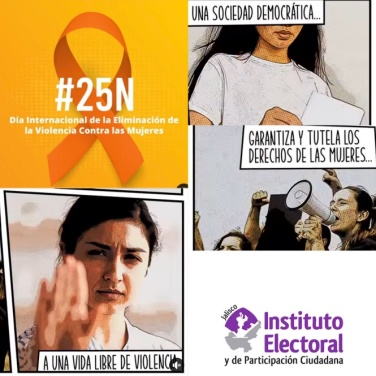 #25N
Día Internacional de la Eliminación de
la Violencia Contra las Mujeres
UNA SOCIEDAD DEMOCRÁTICA...
GARANTIZA Y TUTELA LOS
DERECHOS DE LAS MUJERES...
A UNA VIDA LIBRE DE VIOLENCI
Jalisco
Instituto
Electoral
y de Participación Ciudadana